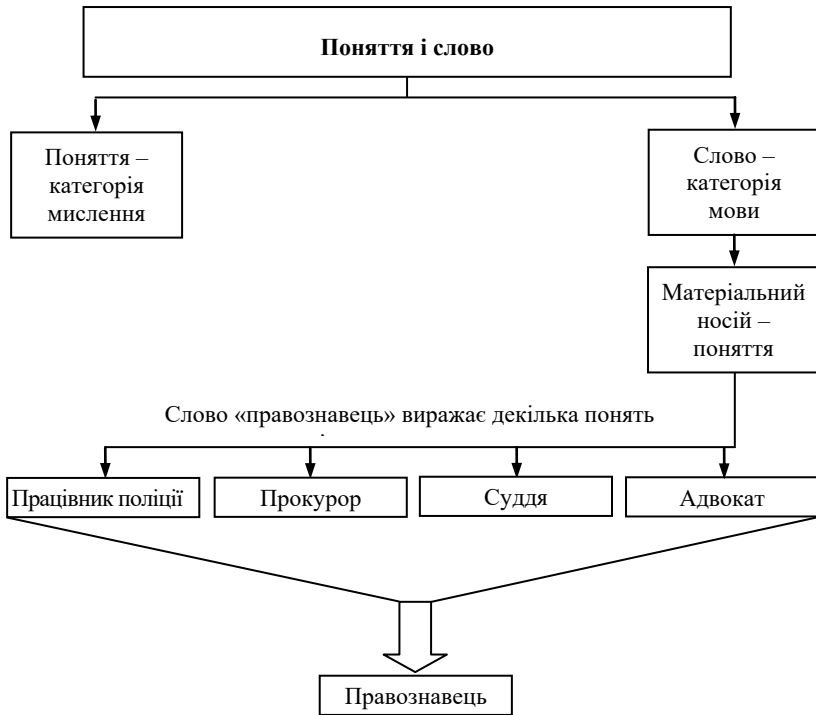 Поняття і слово
Поняття –
категорія
мислення
Слово –
категорія
мови
Матеріальний
носій –
поняття
Слово «правознавець» виражає декілька понять
Працівник поліції
Прокурор
Суддя
Адвокат
Правознавець